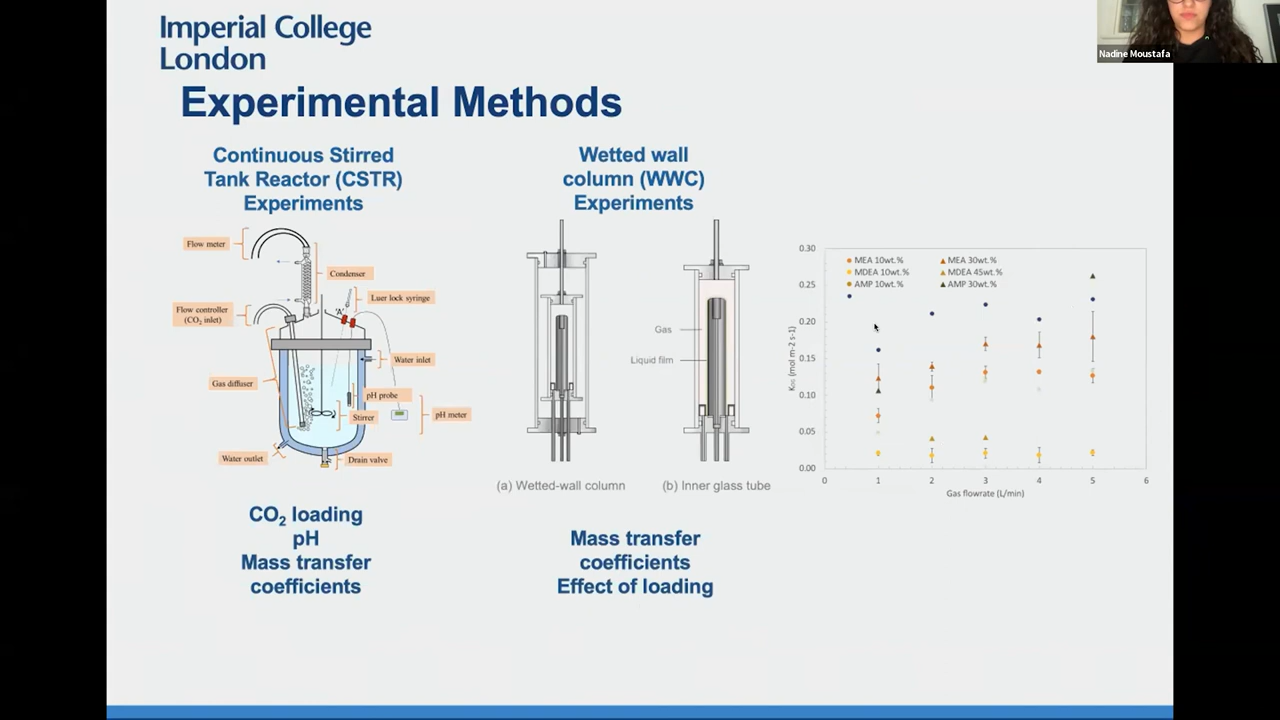 Imperial College
London
Nadine Moustafa
Experimental Methods
Continuous Stirred
Tank Reactor (CSTR)
Experiments
Flow meter
Condenser
Luer lock syringe
"A"
Flow controller
(CO2 inlet)
Water inlet
Gas diffuser
pH probe
pH meter
Stirrer
Water outlet
Drain valve
CO2 loading
pH
Mass transfer
coefficients
Wetted wall
column (WWC)
Experiments
Gas
Liquid film
(a) Wetted-wall column
(b) Inner glass tube
Mass transfer
coefficients
Effect of loading
MEA 10wt.% MEA 30wt.%
MDEA 10wt.% MDEA 45wt.%
AMP 10wt.% AMP 30wt.%
0.30
0.25
0.20
0.15
0.10
0.05
0.00
(mol m-2 s-1)
0 1 2 3 4 5 6
Gas flowrate (L/min)